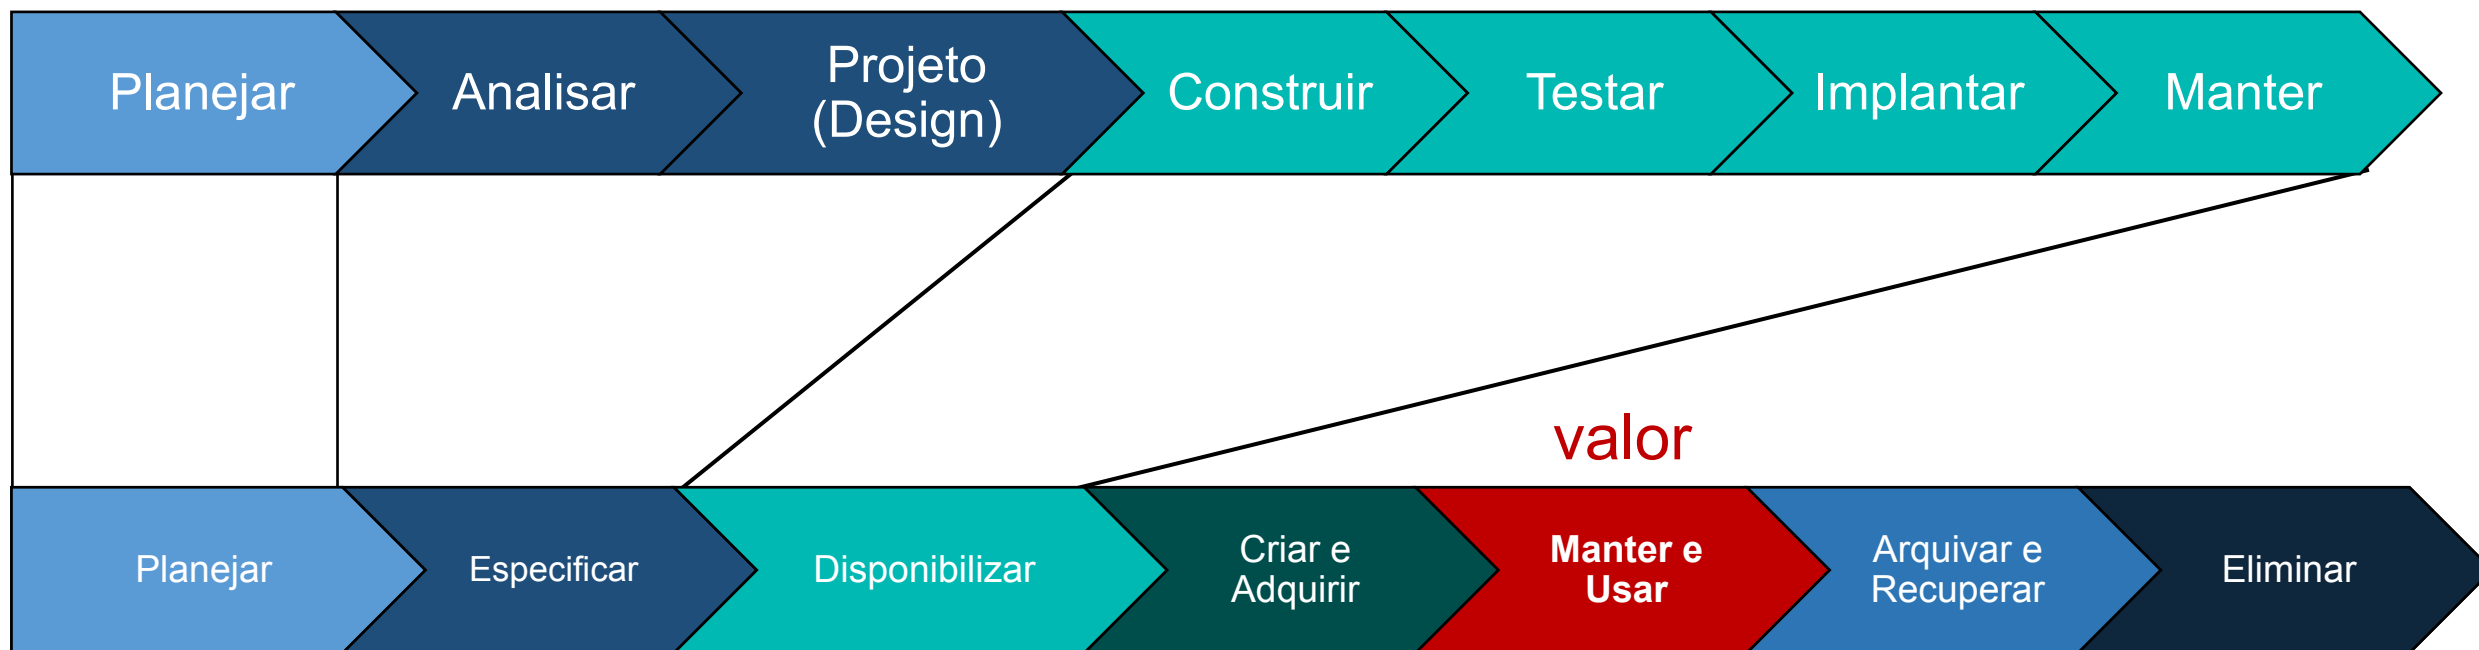 Planejar
Analisar
Projeto
(Design)
Construir
Testar
Implantar
Manter
valor
Planejar
Especificar
Disponibilizar
Criar e
Adquirir
Manter e
Usar
Arquivar e
Recuperar
Eliminar